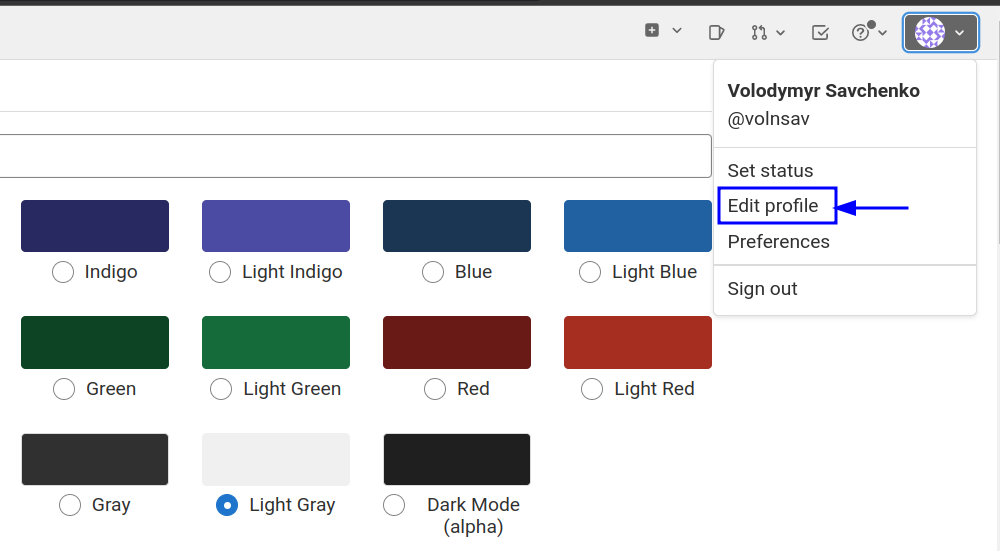 Volodymyr Savchenko
@volnsav
Set status
Edit profile
Preferences
Sign out
Indigo
Light Indigo
Blue
Light Blue
Green
Light Green
Red
Light Red
Gray
Light Gray
Dark Mode
(alpha)